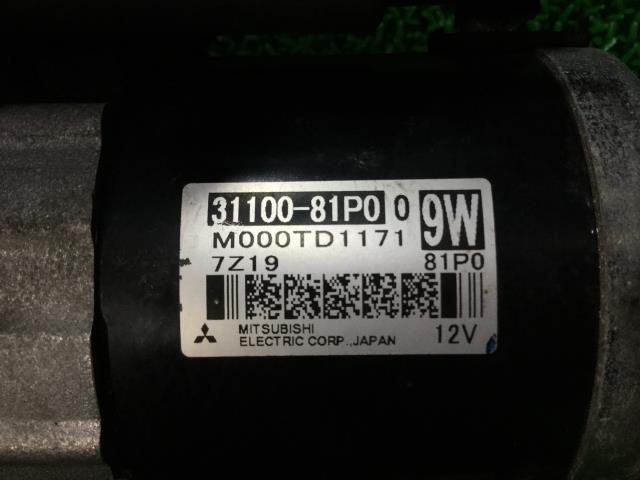 31100-81P0 0 9W
M000TD1171
7Z19 81P0
MITSUBISHI
ELECTRIC CORP.,JAPAN 12V